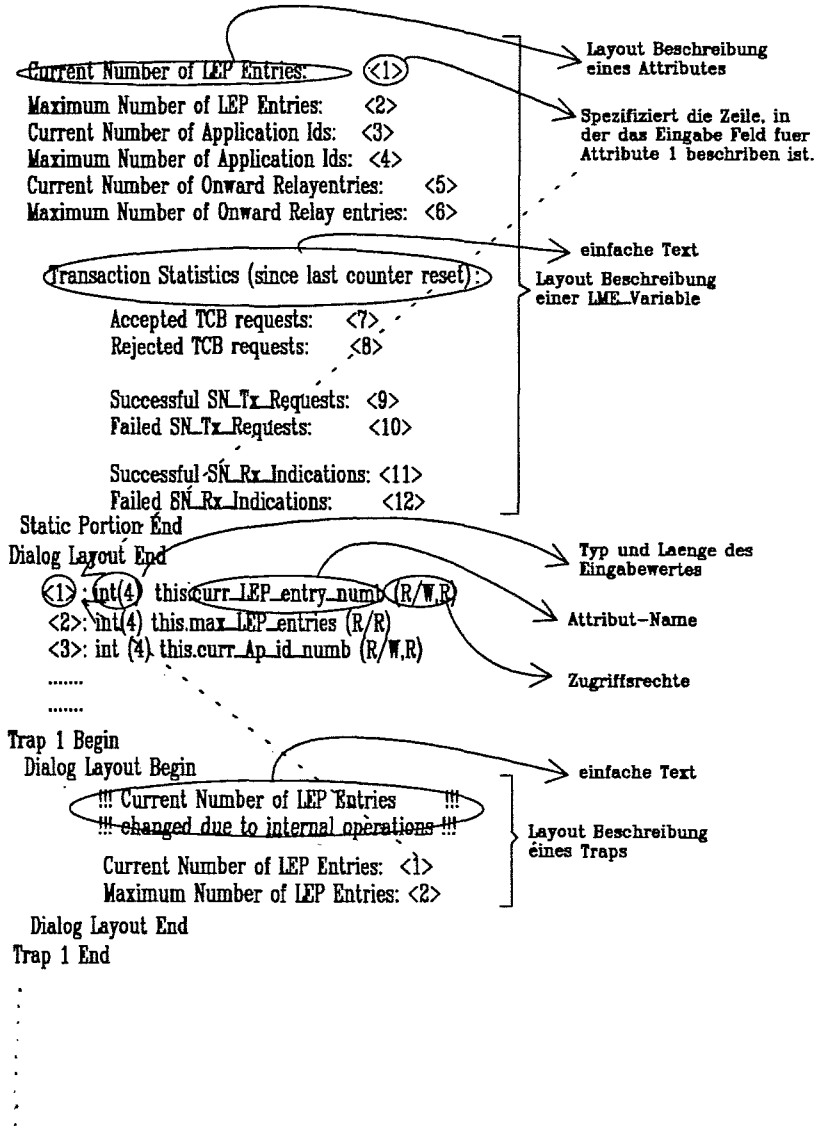 Layout Beschreibung
eines Attributes
Current Number of LEP Entries: <1>
Maximum Number of LEP Entries: <2>
Spezifiziert die Zeile, in
der das Eingabe Feld fuer
Attribute 1 beschriben ist.
Current Number of Application Ids: <3>
Maximum Number of Application Ids: <4>
Current Number of Onward Relayentries: <5>
Maximum Number of Onward Relay entries: <6>
einfache Text
Transaction Statistics (since last counter reset):
Layout Beschreibung
einer LME_Variable
Accepted TCB requests: <7>
Rejected TCB requests: <8>
Successful SN_Tx_Requests: <9>
Failed SN_Tx_Requests: <10>
Successful SN_Rx_Indications: <11>
Failed SN_Rx_Indications: <12>
Static Portion End
Dialog Layout End
Typ und Laenge des
Eingabewertes
<1> : int(4) this.curr_LEP_entry_numb (R/W,R)
<2>: int(4) this.max_LEP_entries (R/R)
Attribut-Name
<3>: int (4) this.curr_Ap_id_numb (R/W,R)
.......
Zugriffsrechte
.......
Trap 1 Begin
Dialog Layout Begin
einfache Text
!!! Current Number of LEP Entries !!!
!!! changed due to internal operations !!!
Layout Beschreibung
eines Traps
Current Number of LEP Entries: <1>
Maximum Number of LEP Entries: <2>
Dialog Layout End
Trap 1 End